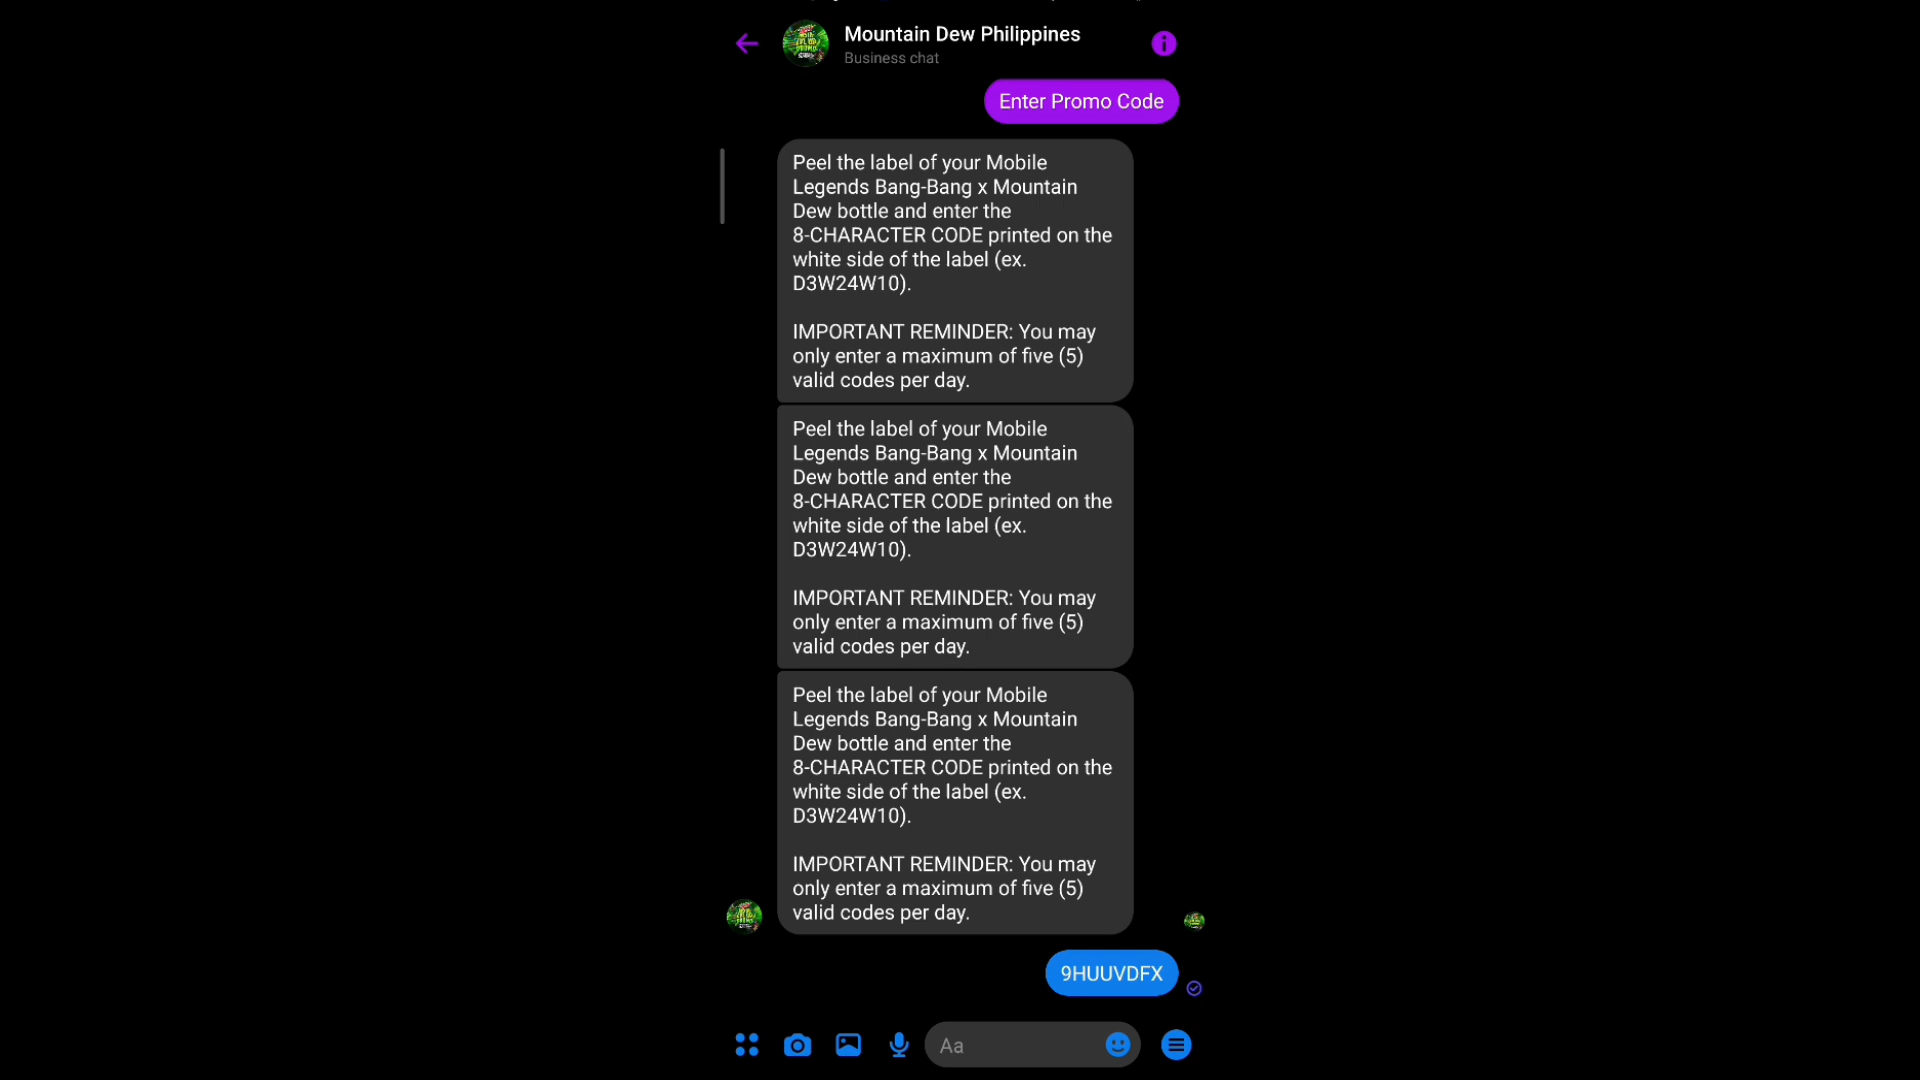 Mountain Dew Philippines
Business chat
Enter Promo Code
Peel the label of your Mobile
Legends Bang-Bang x Mountain
Dew bottle and enter the
8-CHARACTER CODE printed on the
white side of the label (ex.
D3W24W10).
IMPORTANT REMINDER: You may
only enter a maximum of five (5)
valid codes per day.
Peel the label of your Mobile
Legends Bang-Bang x Mountain
Dew bottle and enter the
8-CHARACTER CODE printed on the
white side of the label (ex.
D3W24W10).
IMPORTANT REMINDER: You may
only enter a maximum of five (5)
valid codes per day.
Peel the label of your Mobile
Legends Bang-Bang x Mountain
Dew bottle and enter the
8-CHARACTER CODE printed on the
white side of the label (ex.
D3W24W10).
IMPORTANT REMINDER: You may
only enter a maximum of five (5)
valid codes per day.
9HUUVDFX
Aa